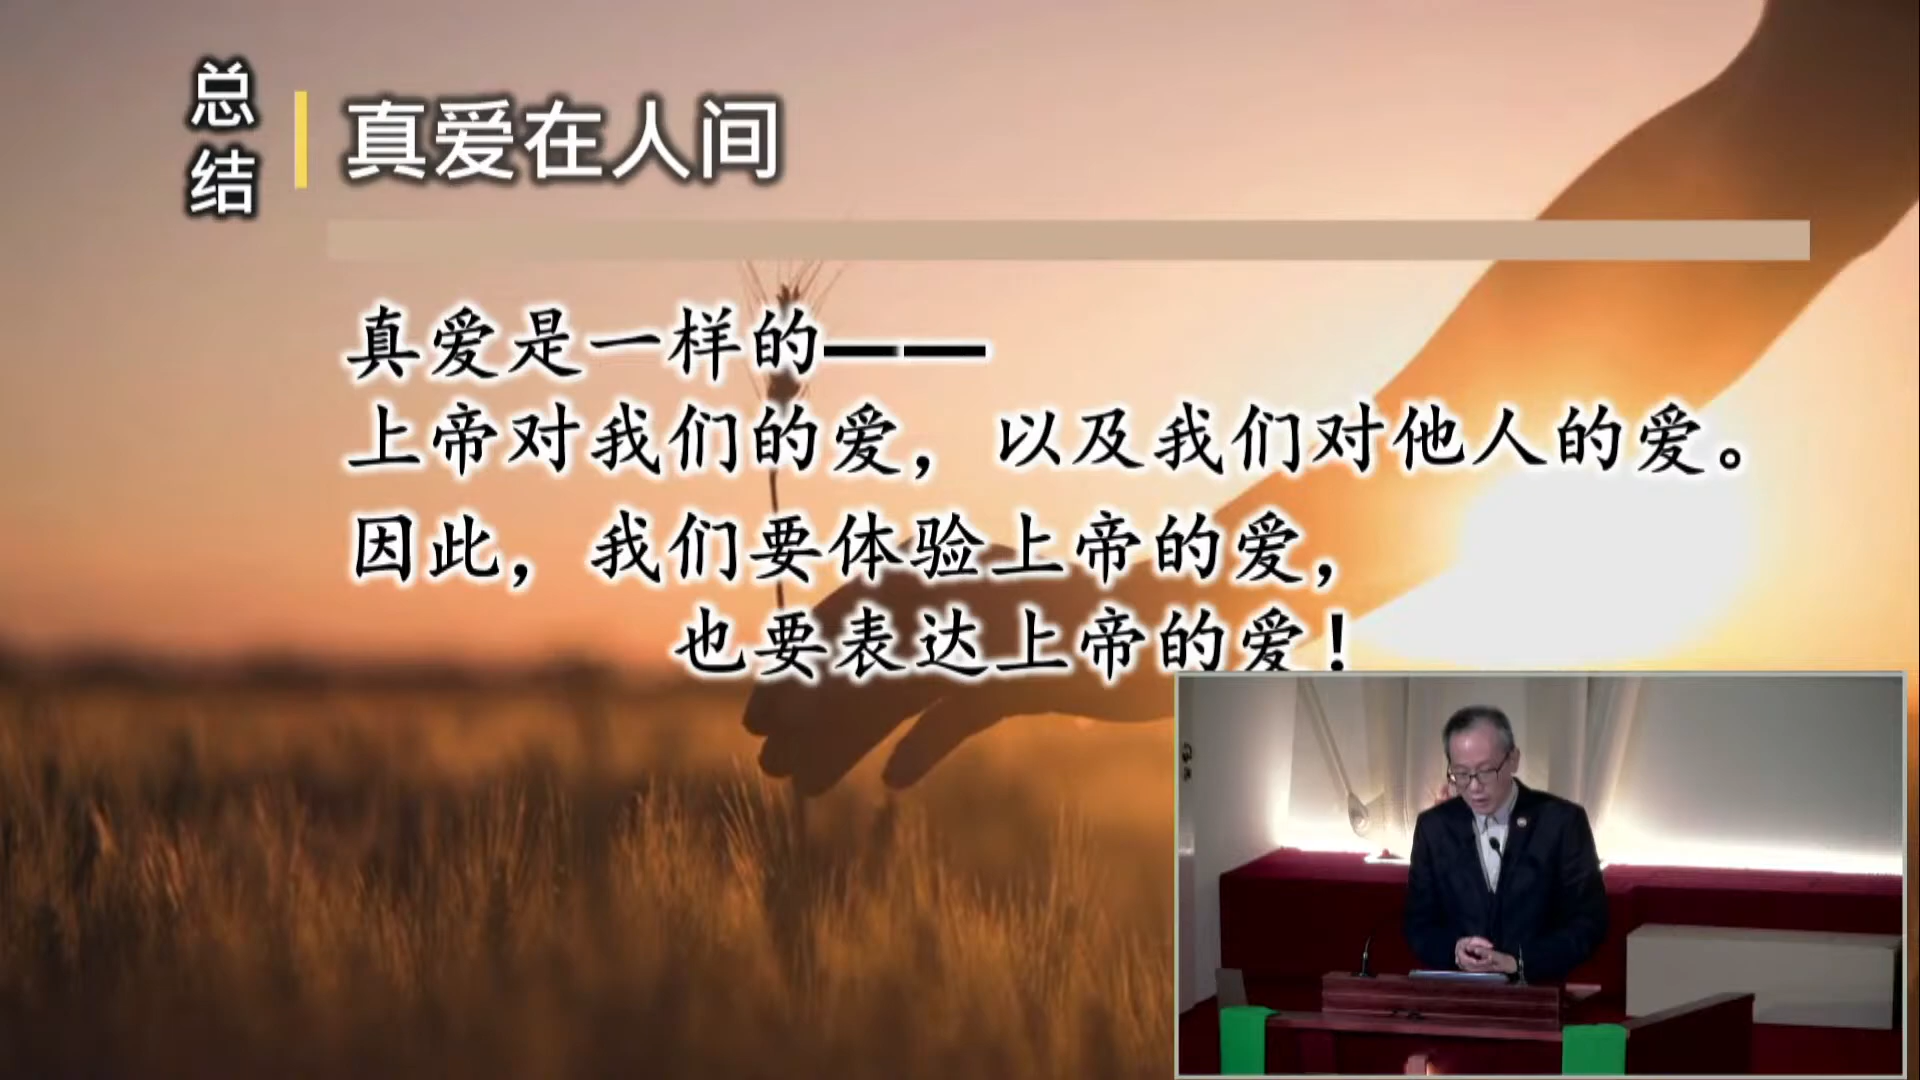 总结
真爱在人间
真爱是一样的——
上帝对我们的爱，以及我们对他人的爱。
因此，我们要体验上帝的爱，
也要表达上帝的爱！